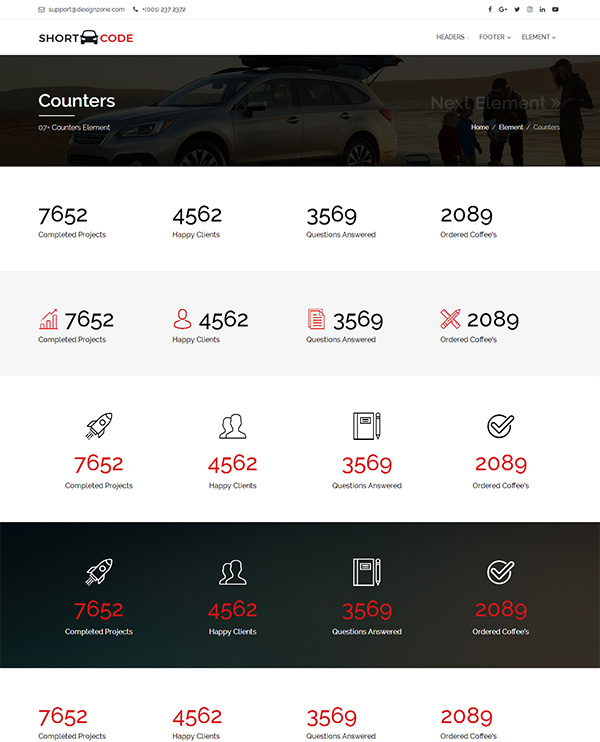 support@dexignzone.com +(001) 237 2372
SHORT CODE
HEADERS FOOTER ELEMENT
Counters
Next Element »
07+ Counters Element
Home / Element / Counters
7652 4562 3569 2089
Completed Projects Happy Clients Questions Answered Ordered Coffee's
7652 4562 3569 2089
Completed Projects Happy Clients Questions Answered Ordered Coffee's
7652 4562 3569 2089
Completed Projects Happy Clients Questions Answered Ordered Coffee's
7652 4562 3569 2089
Completed Projects Happy Clients Questions Answered Ordered Coffee's
7652 4562 3569 2089
Completed Projects Happy Clients Questions Answered Ordered Coffee's